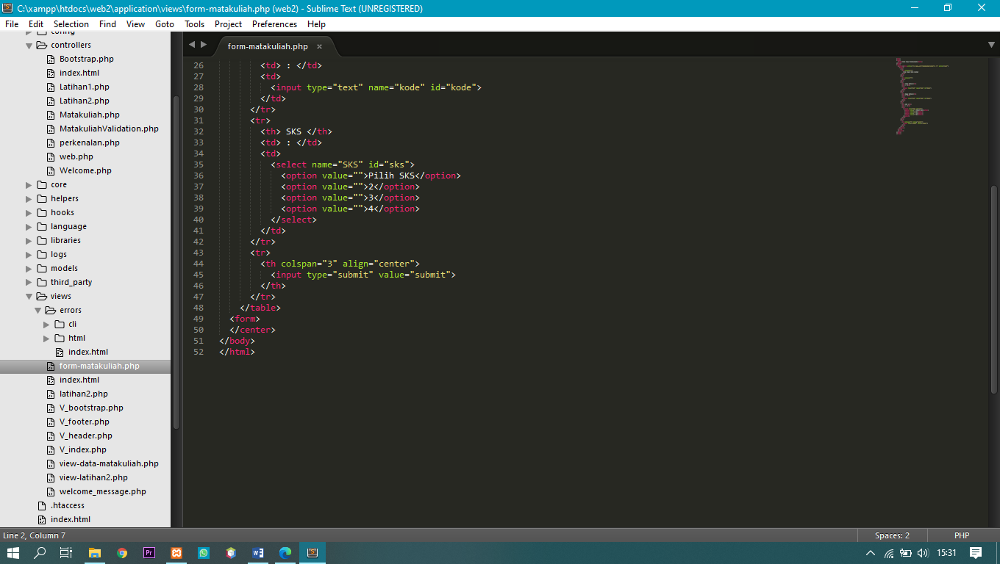 C:\xampp\htdocs\web2\application\views\form-matakuliah.php (web2) - Sublime Text (UNREGISTERED)
File Edit Selection Find View Goto Tools Project Preferences Help
config
controllers
Bootstrap.php
index.html
Latihan1.php
Latihan2.php
Matakuliah.php
MatakuliahValidation.php
perkenalan.php
web.php
Welcome.php
core
helpers
hooks
language
libraries
logs
models
third_party
views
errors
cli
html
index.html
form-matakuliah.php
index.html
latihan2.php
V_bootstrap.php
V_footer.php
V_header.php
V_index.php
view-data-matakuliah.php
view-latihan2.php
welcome_message.php
.htaccess
index.html
form-matakuliah.php ×
26 <td> : </td>
27 <td>
28 <input type="text" name="kode" id="kode">
29 </td>
30 </tr>
31 <tr>
32 <th> SKS </th>
33 <td> : </td>
34 <td>
35 <select name="SKS" id="sks">
36 <option value="">Pilih SKS</option>
37 <option value="">2</option>
38 <option value="">3</option>
39 <option value="">4</option>
40 </select>
41 </td>
42 </tr>
43 <tr>
44 <th colspan="3" align="center">
45 <input type="submit" value="submit">
46 </th>
47 </tr>
48 </table>
49 <form>
50 </center>
51 </body>
52 </html>
Line 2, Column 7 Spaces: 2 PHP
Pr W 15:31